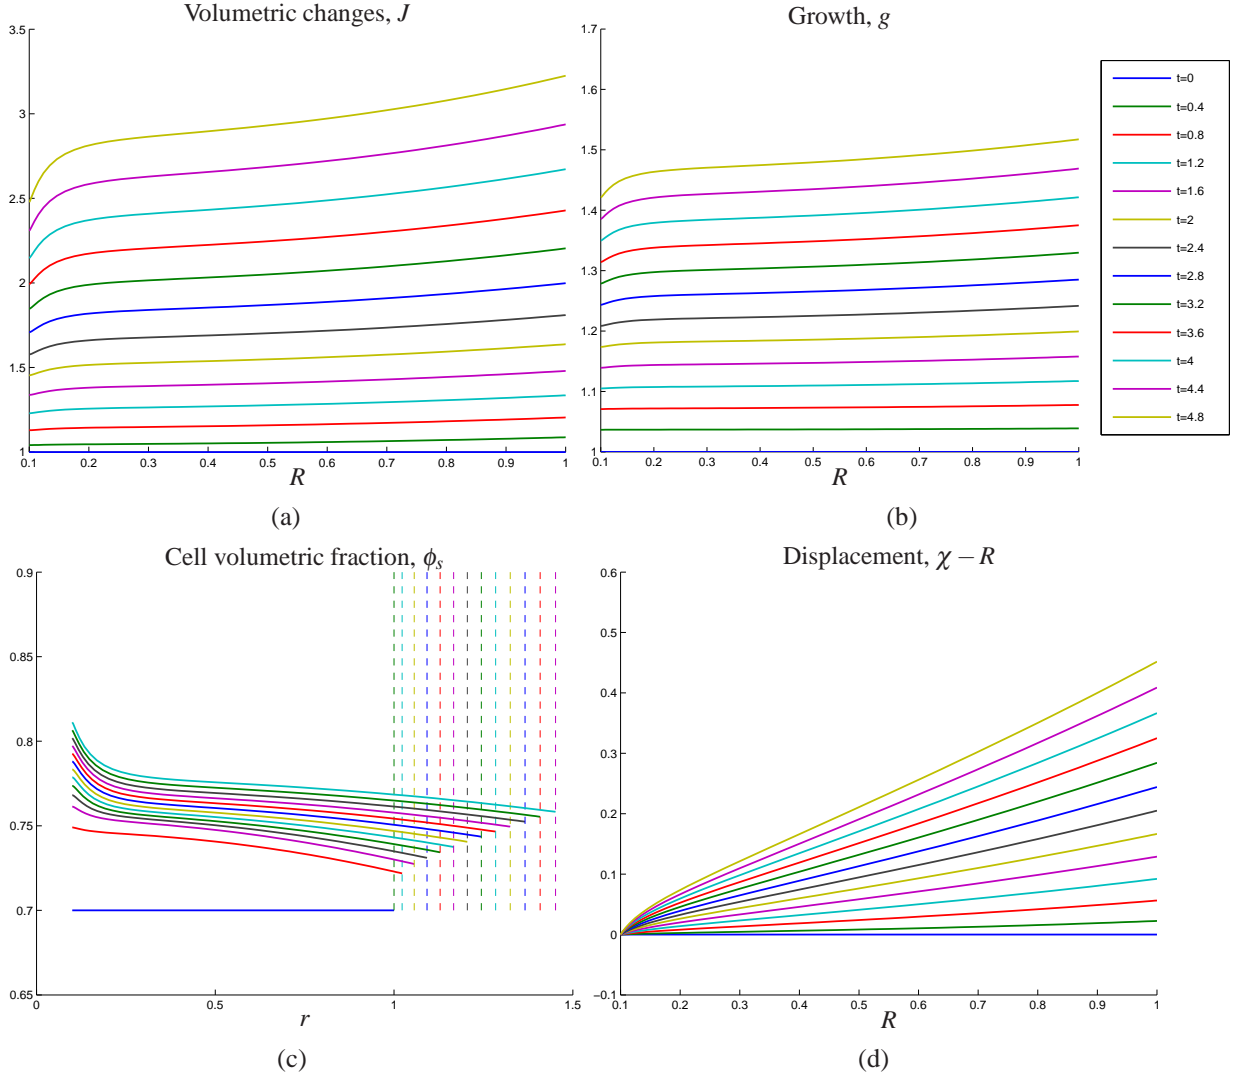 Volumetric changes, J
3.5
3
2.5
2
1.5
1
0.1 0.2 0.3 0.4 0.5 0.6 0.7 0.8 0.9 1
R
(a)
Growth, g
1.7
1.6
1.5
1.4
1.3
1.2
1.1
1
0.1 0.2 0.3 0.4 0.5 0.6 0.7 0.8 0.9 1
R
(b)
t=0
t=0.4
t=0.8
t=1.2
t=1.6
t=2
t=2.4
t=2.8
t=3.2
t=3.6
t=4
t=4.4
t=4.8
Cell volumetric fraction, ϕs
0.9
0.85
0.8
0.75
0.7
0.65
0 0.5 1 1.5
r
(c)
Displacement, χ − R
0.6
0.5
0.4
0.3
0.2
0.1
0
−0.1
0.1 0.2 0.3 0.4 0.5 0.6 0.7 0.8 0.9 1
R
(d)